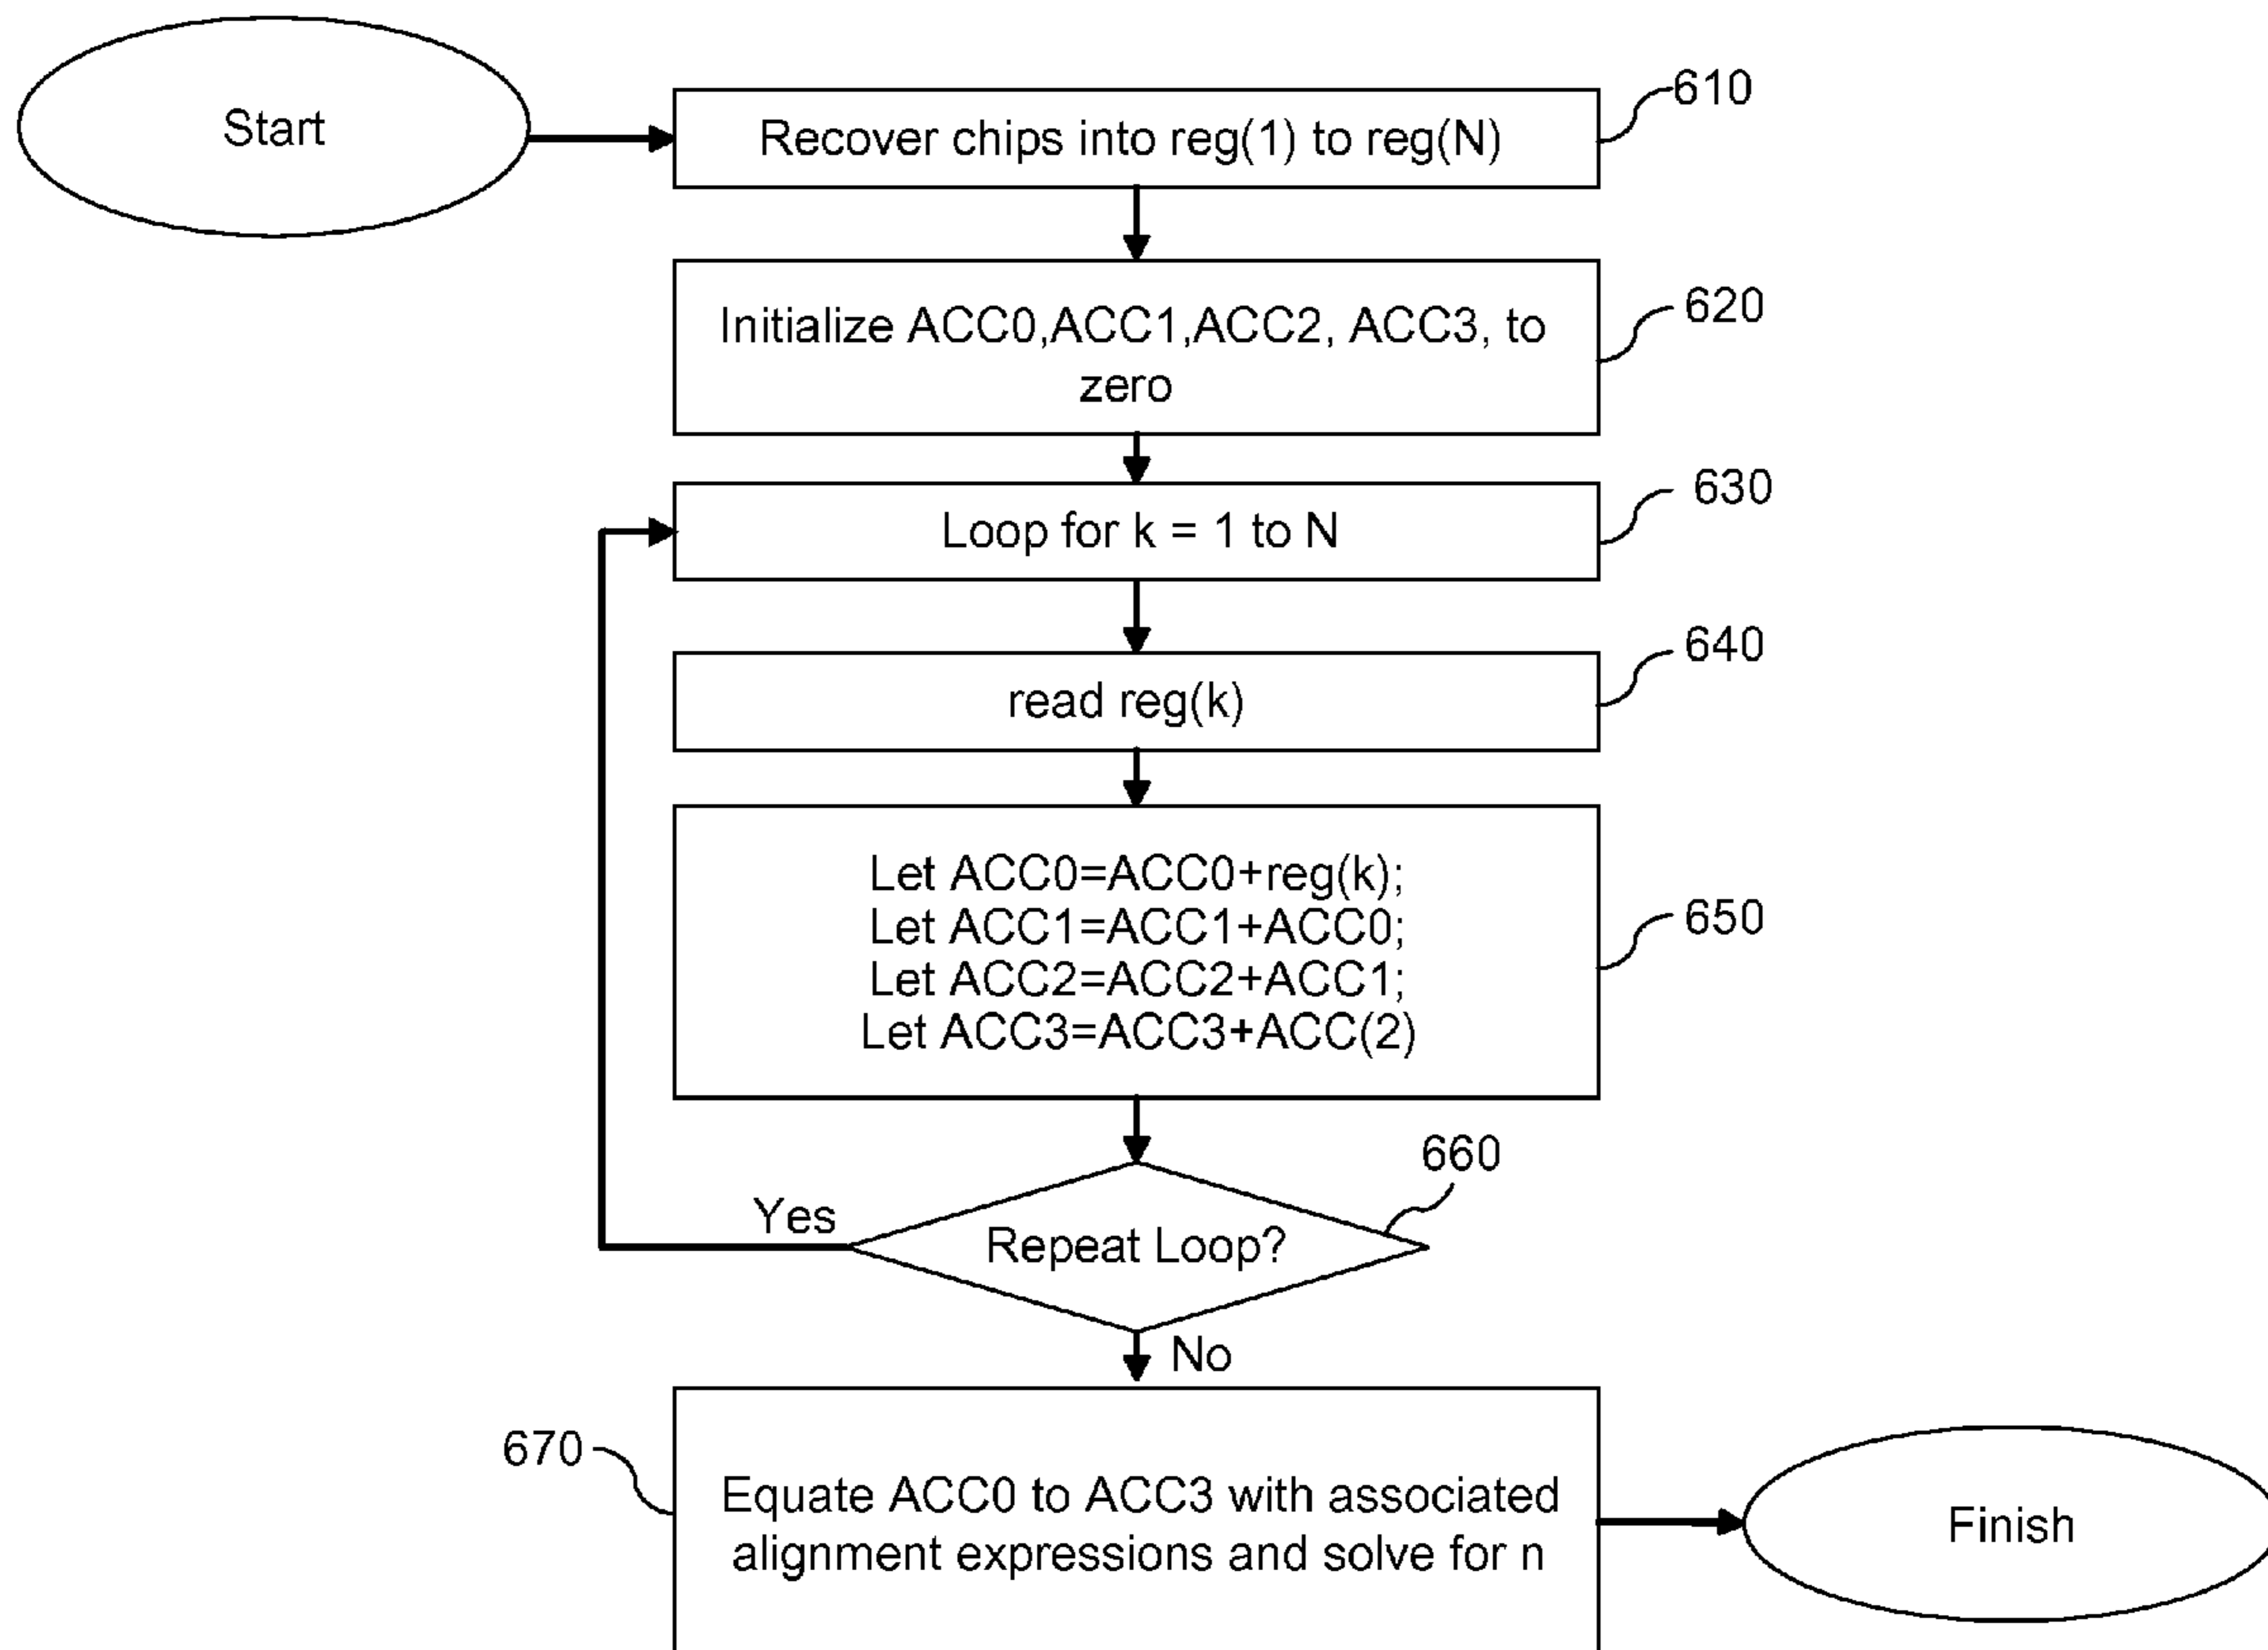 Start
Recover chips into reg(1) to reg(N)
610
Initialize ACC0,ACC1,ACC2, ACC3, to
zero
620
Loop for k = 1 to N
630
read reg(k)
640
Let ACC0=ACC0+reg(k);
Let ACC1=ACC1+ACC0;
Let ACC2=ACC2+ACC1;
Let ACC3=ACC3+ACC(2)
650
660
Yes
Repeat Loop?
No
670
Equate ACC0 to ACC3 with associated
alignment expressions and solve for n
Finish